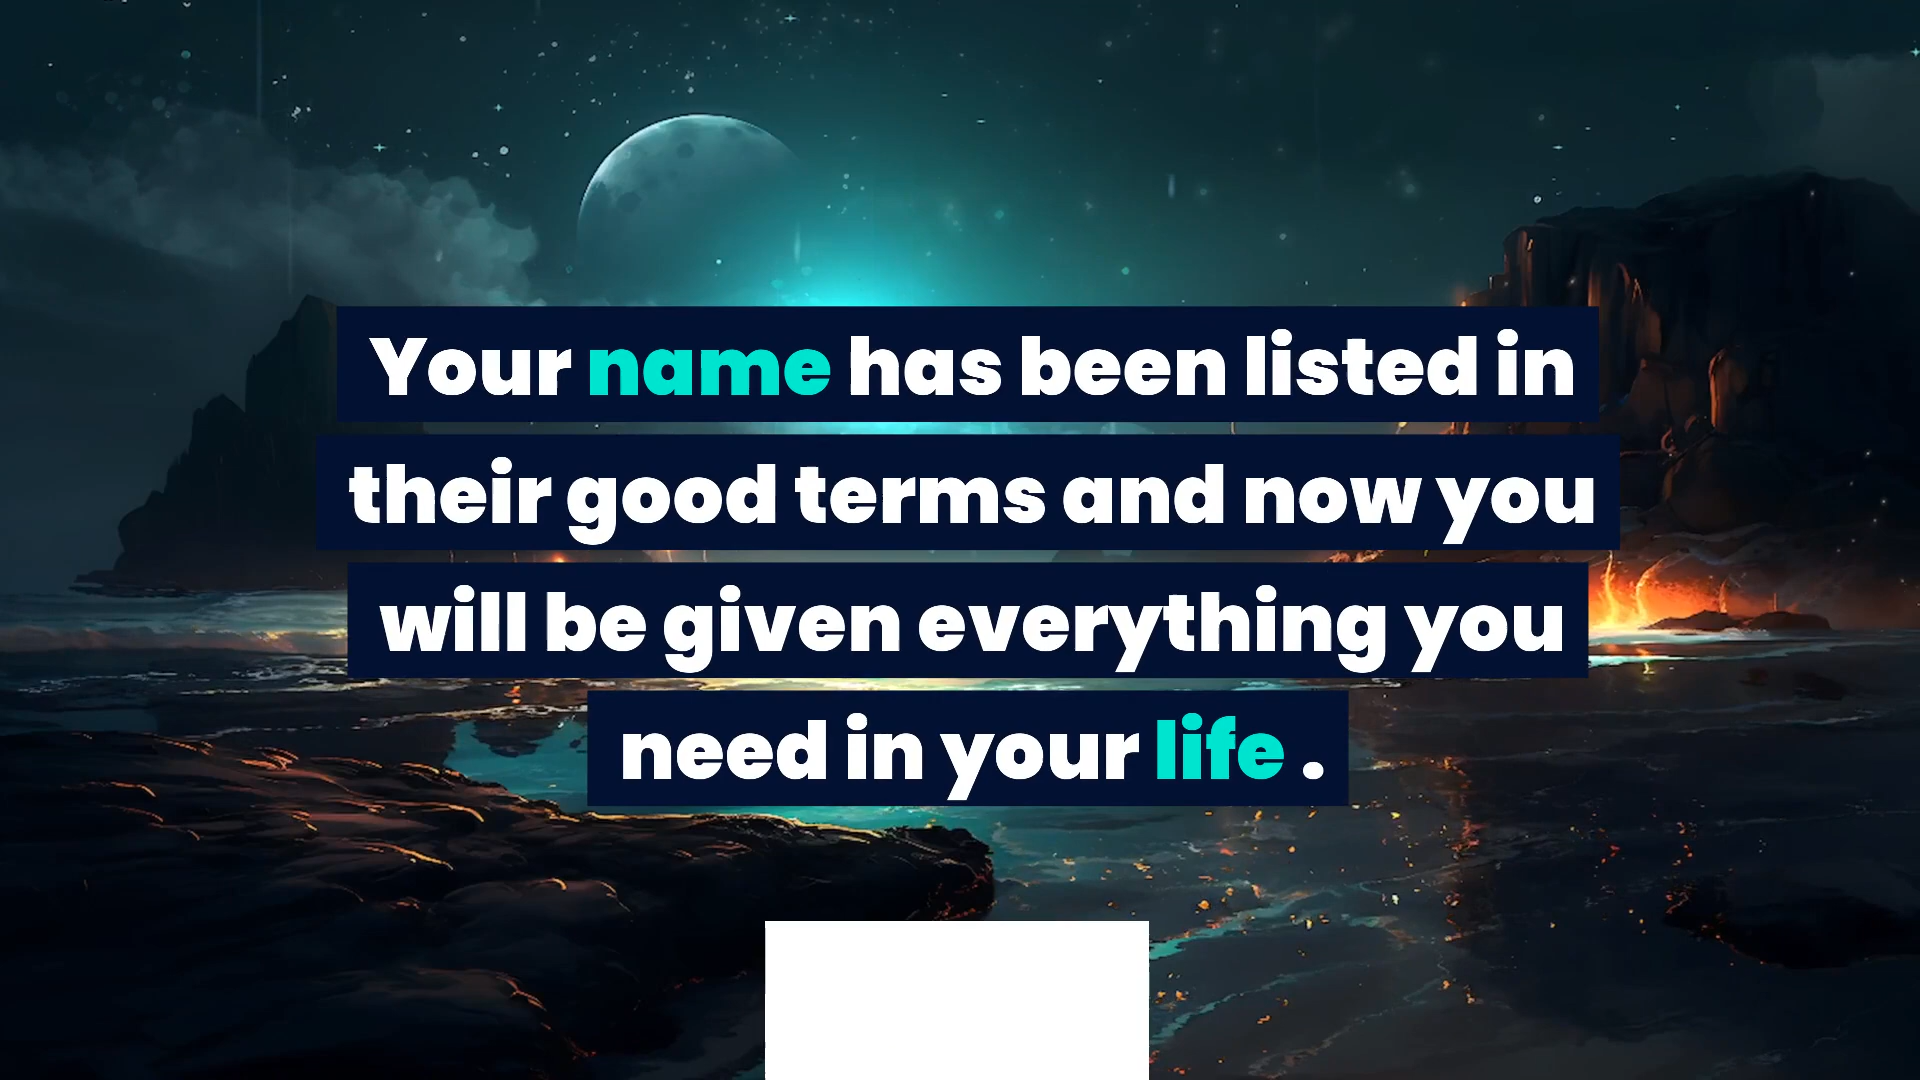 Your name has been listed in
their good terms and now you
will be given everything you
need in your life .